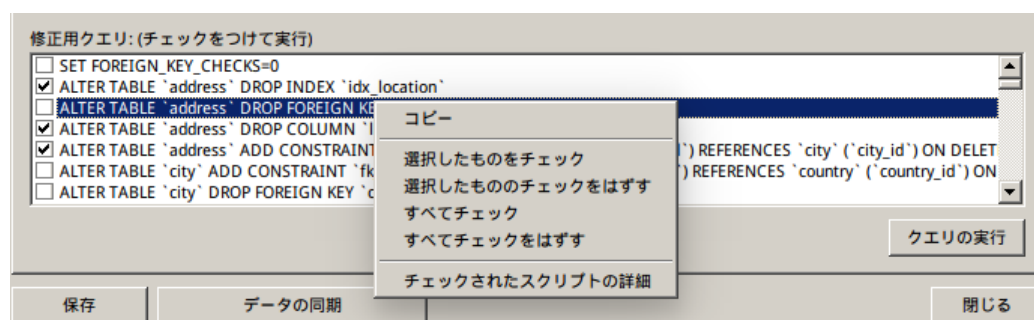 修正用クエリ: (チェックをつけて実行)
SET FOREIGN_KEY_CHECKS=0
ALTER TABLE `address` DROP INDEX `idx_location`
ALTER TABLE `address` DROP FOREIGN KE
ALTER TABLE `address` DROP COLUMN `l
ALTER TABLE `address` ADD CONSTRAINT `) REFERENCES `city` (`city_id`) ON DELET
ALTER TABLE `city` ADD CONSTRAINT `fk `) REFERENCES `country` (`country_id`) ON
ALTER TABLE `city` DROP FOREIGN KEY `
コピー
選択したものをチェック
選択したもののチェックをはずす
すべてチェック
すべてチェックをはずす
チェックされたスクリプトの詳細
クエリの実行
保存 データの同期 閉じる